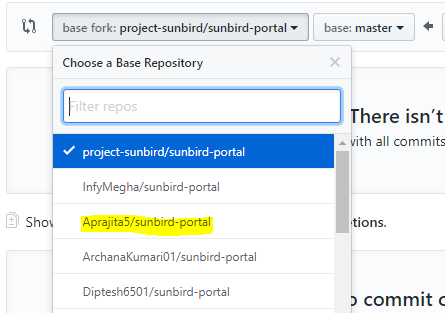 base fork: project-sunbird/sunbird-portal base: master
Choose a Base Repository
Filter repos
There isn't
project-sunbird/sunbird-portal
with all commits
InfyMegha/sunbird-portal
Aprajita5/sunbird-portal
Show
etions.
ArchanaKumari01/sunbird-portal
Diptesh6501/sunbird-portal
o commit c